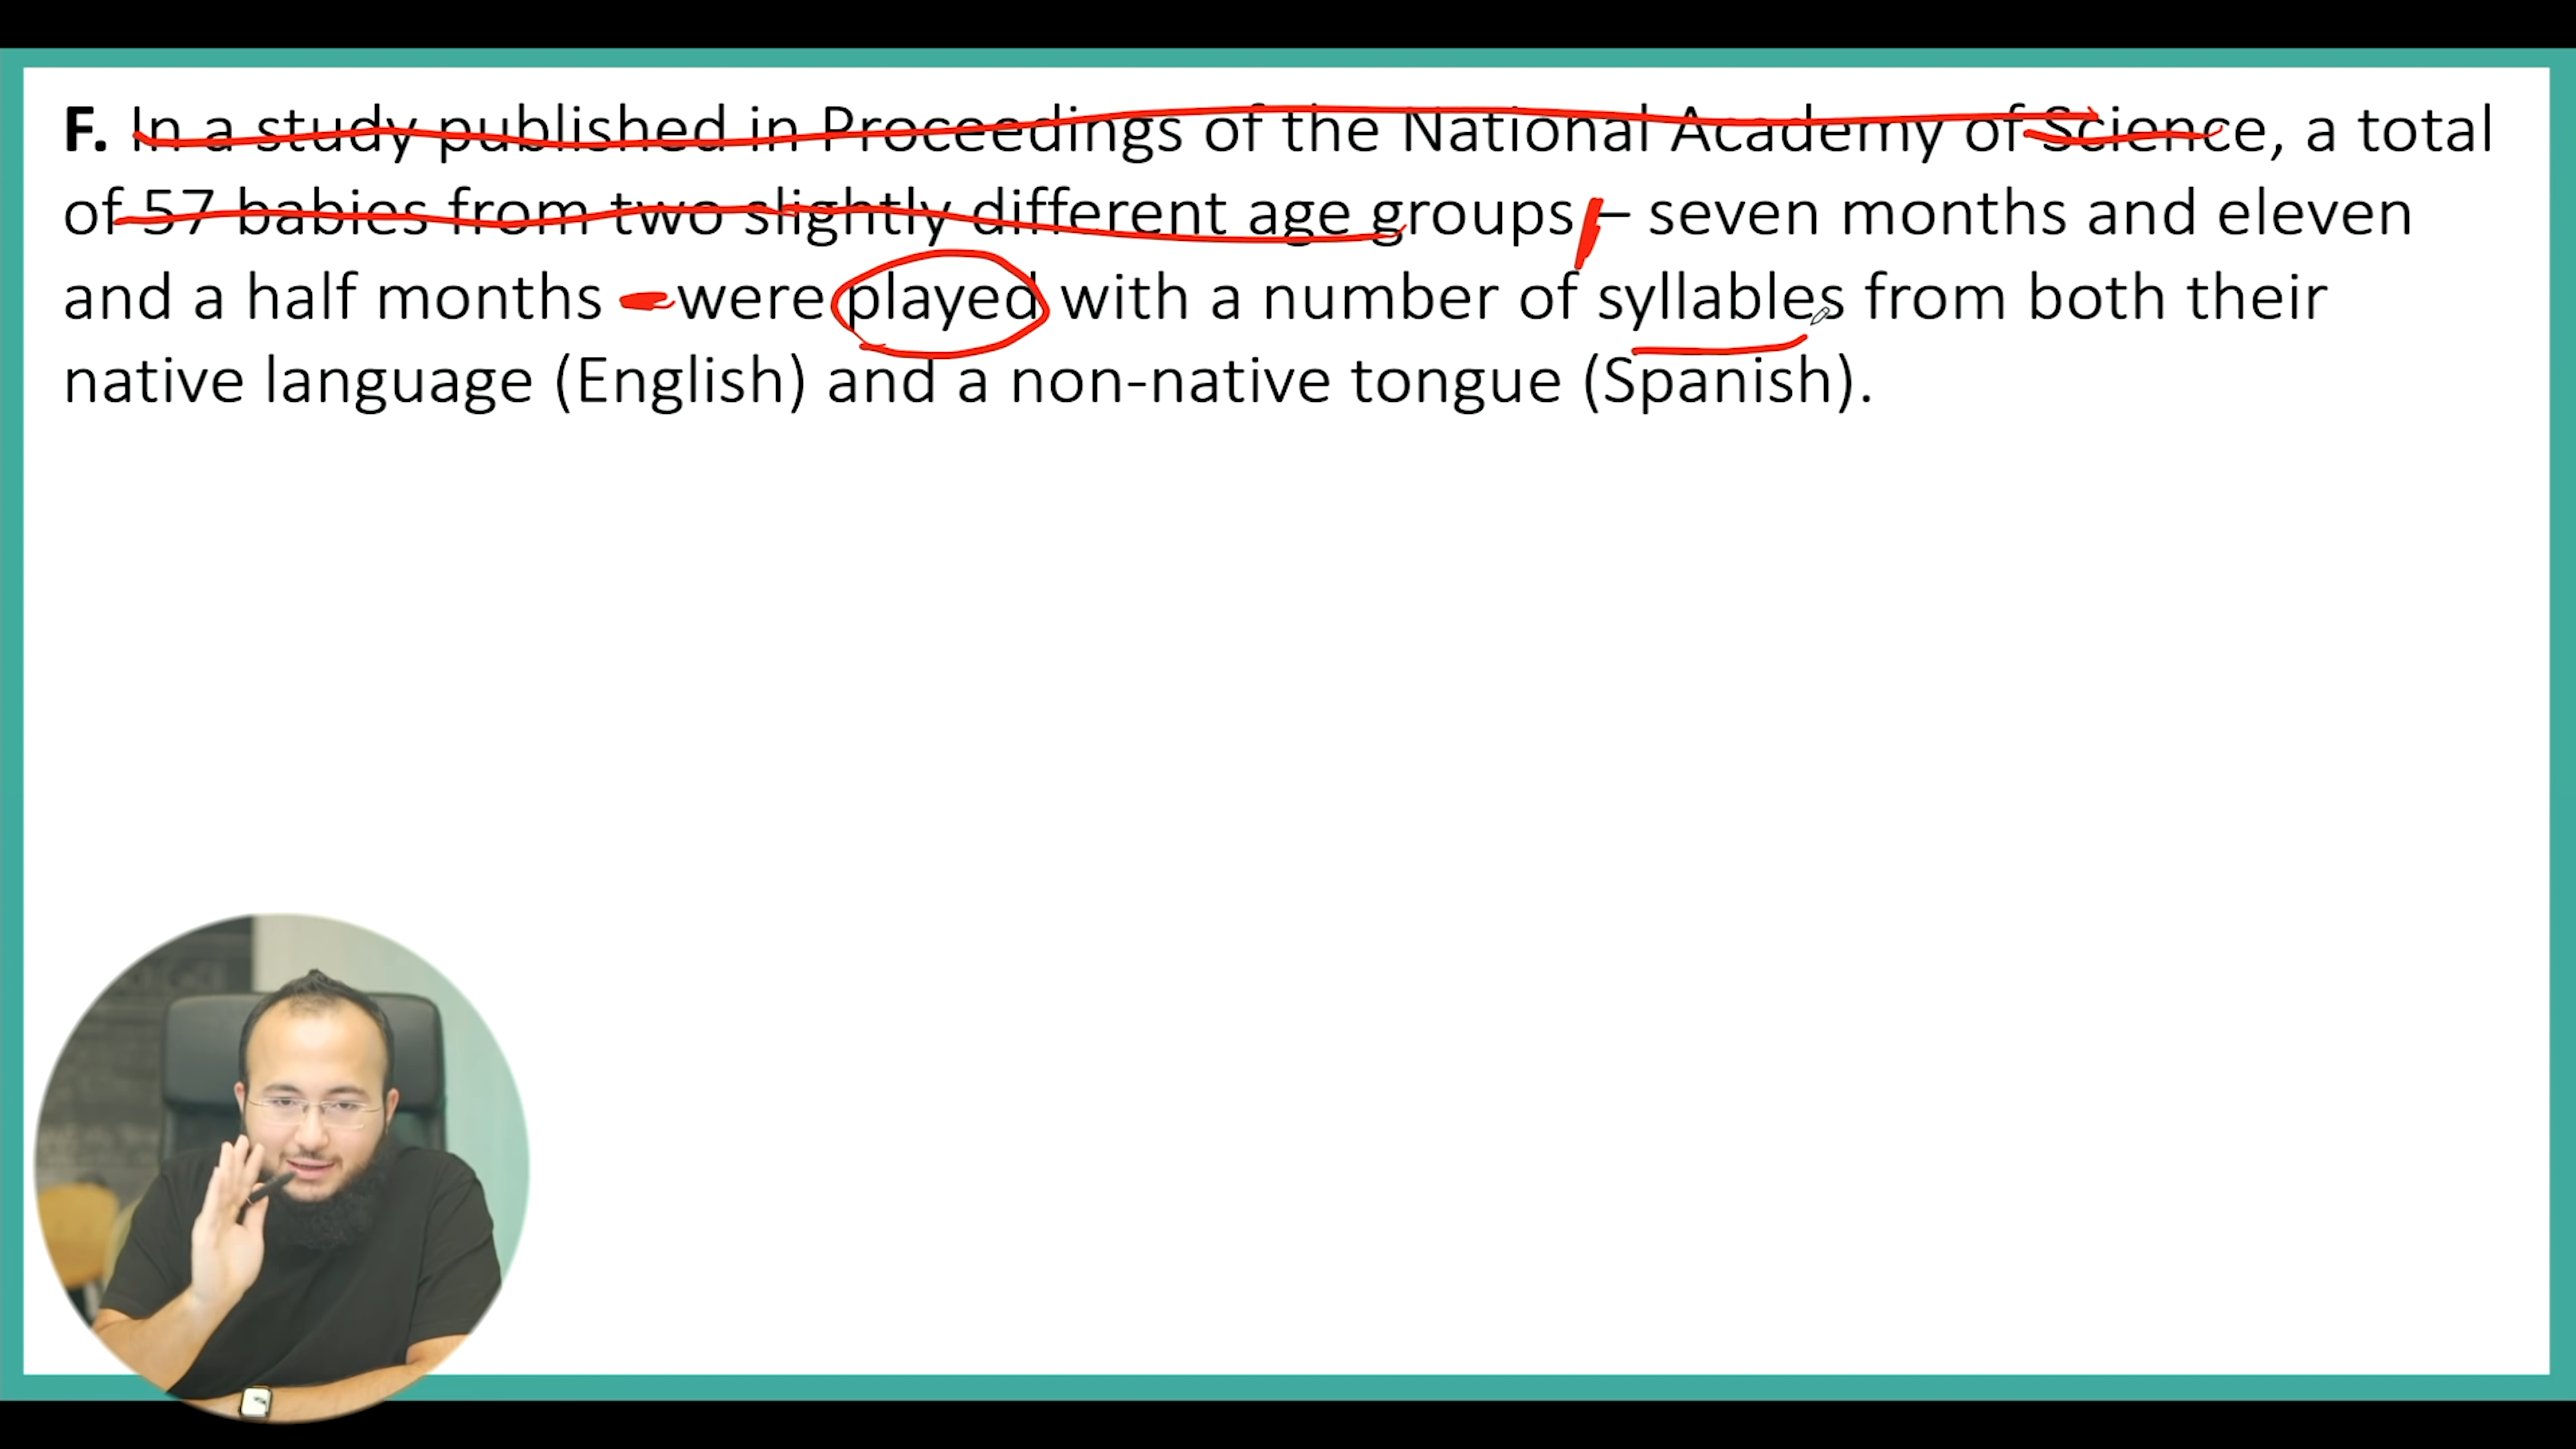 F. In a study published in Proceedings of the National Academy of Science, a total
of 57 babies from two slightly different age groups – seven months and eleven
and a half months – were played with a number of syllables from both their
native language (English) and a non-native tongue (Spanish).